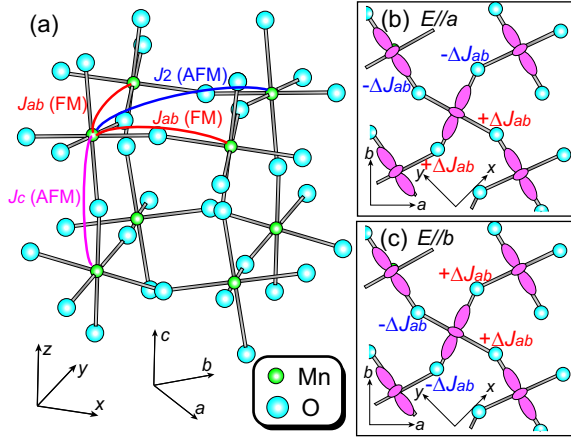 (a)
J2 (AFM)
Jab (FM)
Jab (FM)
Jc (AFM)
z
y
x
c
b
a
Mn
O
(b) E//a
-ΔJab
-ΔJab
+ΔJab
+ΔJab
b
y
x
a
(c) E//b
+ΔJab
-ΔJab
+ΔJab
-ΔJab
b
y
x
a